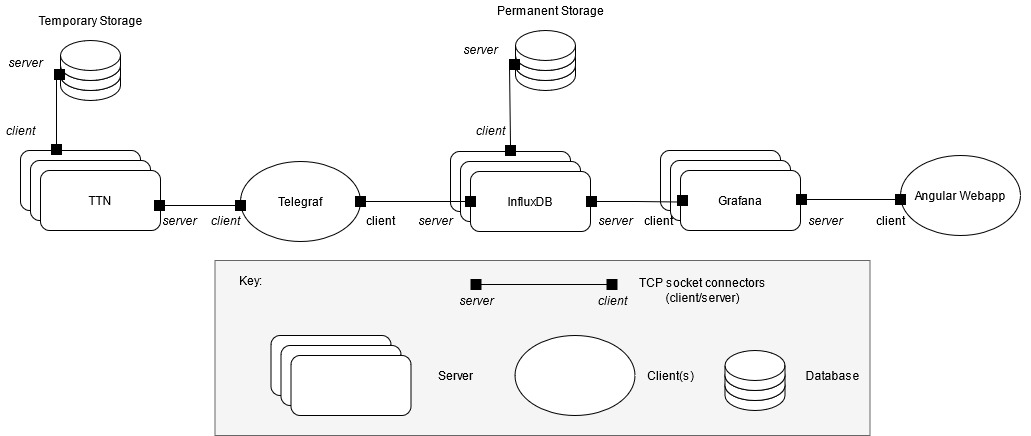 Permanent Storage
Temporary Storage
server
server
client
client
TTN
Telegraf
InfluxDB
Grafana
Angular Webapp
server
client
client
server
server
client
server
client
Key:
TCP socket connectors
(client/server)
server
client
Server
Client(s)
Database